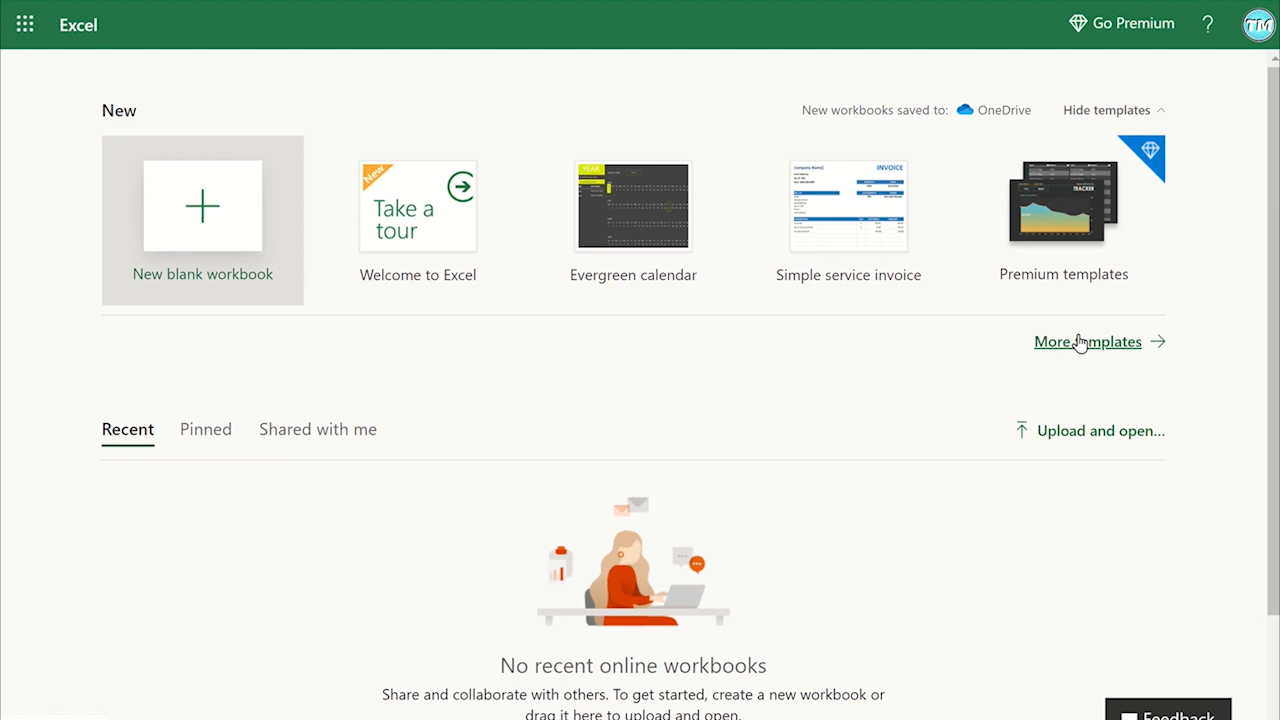 Excel
Go Premium
?
TM
New
New workbooks saved to: OneDrive
Hide templates
New
Take a
tour
YEAR
INVOICE
TRACKER
New blank workbook
Welcome to Excel
Evergreen calendar
Simple service invoice
Premium templates
More templates
Recent
Pinned
Shared with me
Upload and open...
No recent online workbooks
Share and collaborate with others. To get started, create a new workbook or
drag it here to upload and open.
Feedback